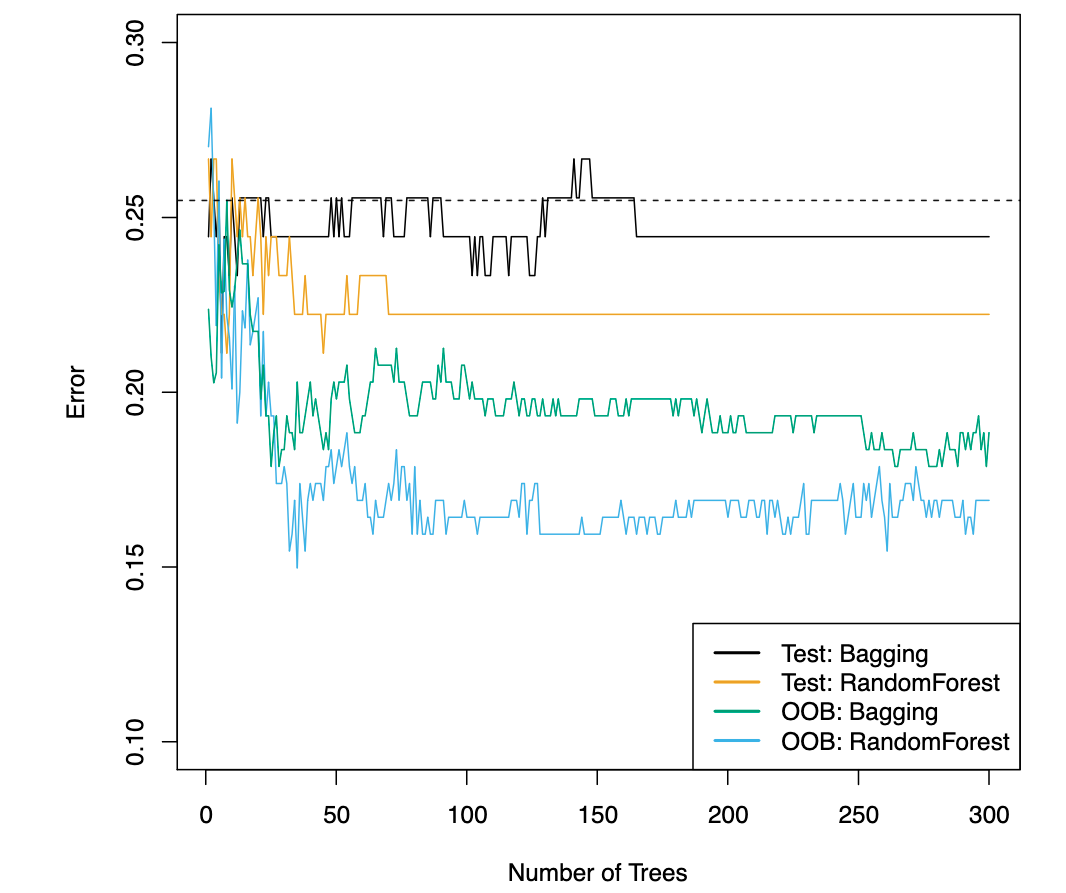 0.30
0.25
0.20
0.15
0.10
Error
0 50 100 150 200 250 300
Number of Trees
Test: Bagging
Test: RandomForest
OOB: Bagging
OOB: RandomForest